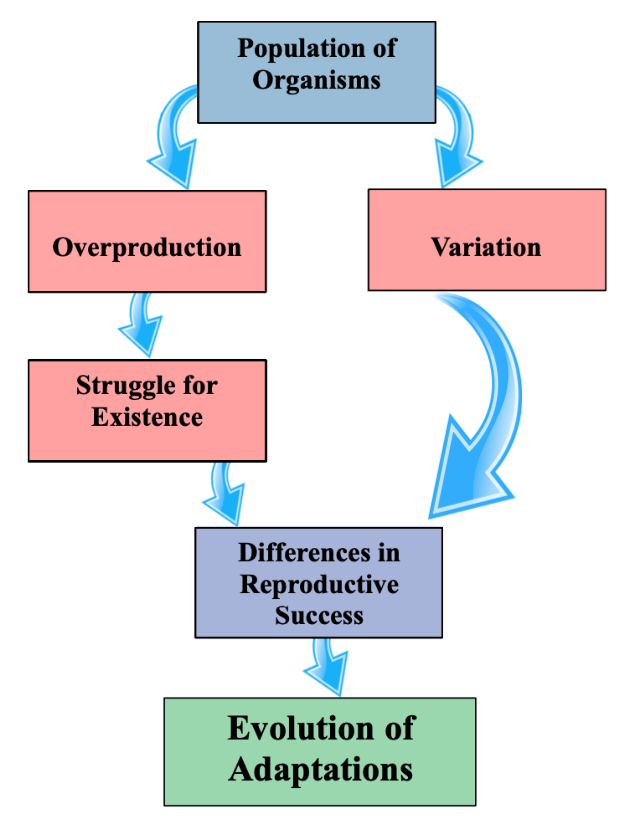 Population of
Organisms
Overproduction
Variation
Struggle for
Existence
Differences in
Reproductive
Success
Evolution of
Adaptations